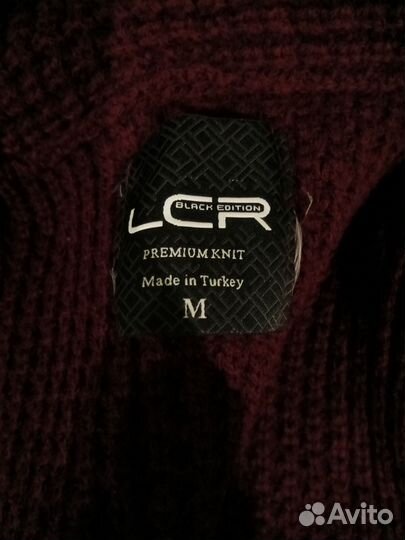 BLACK EDITION
LCR
PREMIUM KNIT
Made in Turkey
M
Avito